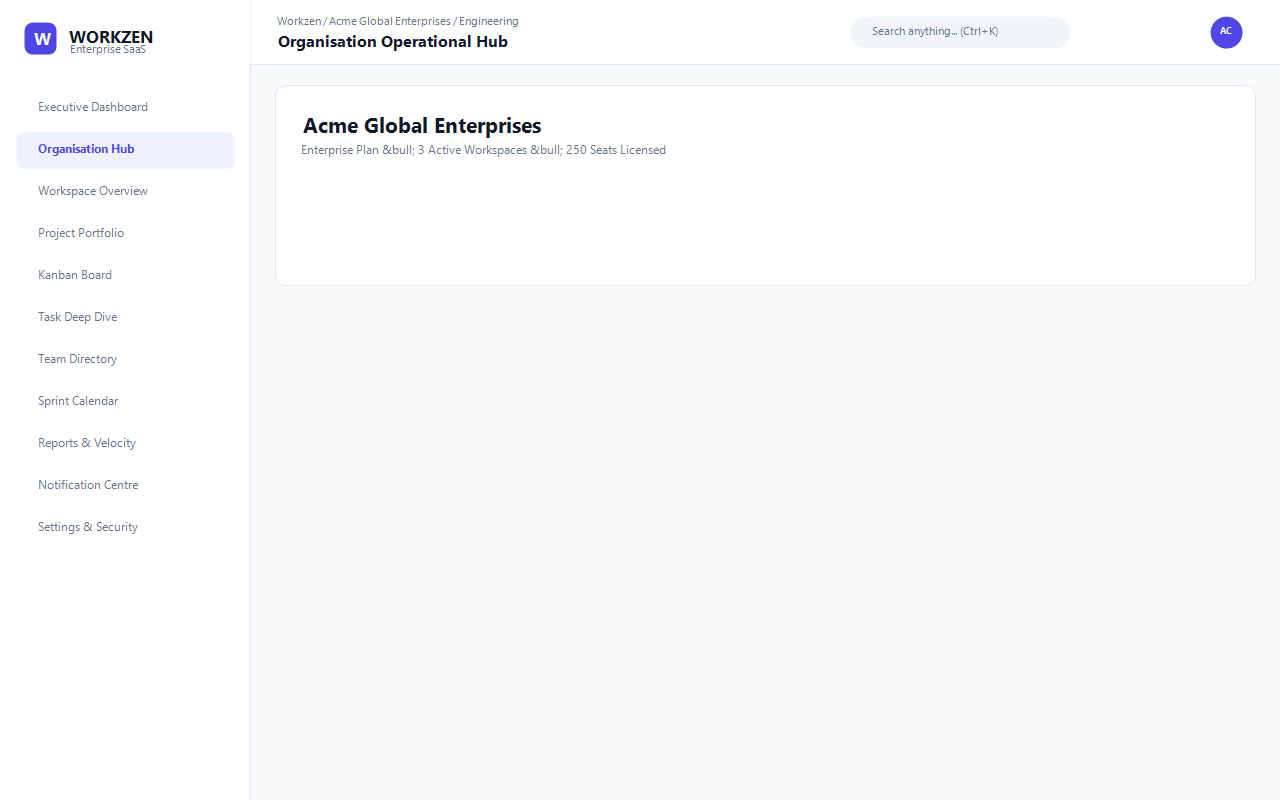 W
WORKZEN
Enterprise SaaS
Executive Dashboard
Organisation Hub
Workspace Overview
Project Portfolio
Kanban Board
Task Deep Dive
Team Directory
Sprint Calendar
Reports & Velocity
Notification Centre
Settings & Security
Workzen / Acme Global Enterprises / Engineering
Organisation Operational Hub
Search anything... (Ctrl+K)
AC
Acme Global Enterprises
Enterprise Plan &bull; 3 Active Workspaces &bull; 250 Seats Licensed